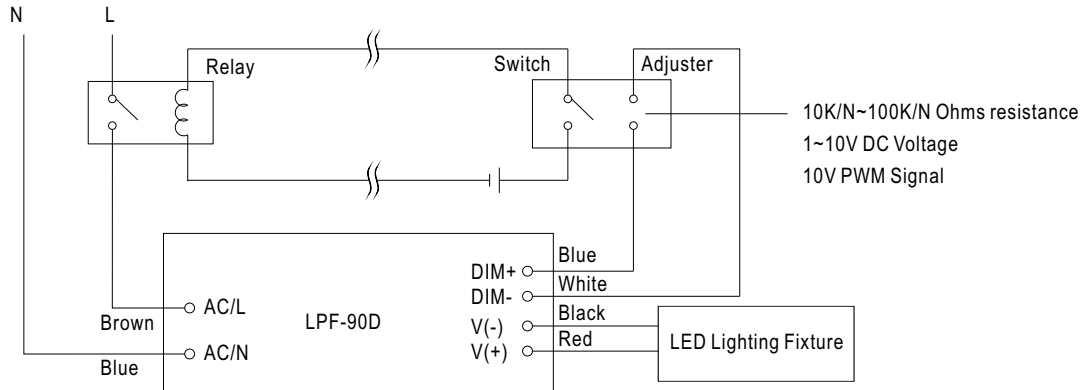 N L
Relay
Switch
Adjuster
10K/N~100K/N Ohms resistance
1~10V DC Voltage
10V PWM Signal
Blue
DIM+
White
DIM-
Black
V(-)
Red
V(+)
AC/L
Brown
LPF-90D
AC/N
Blue
LED Lighting Fixture